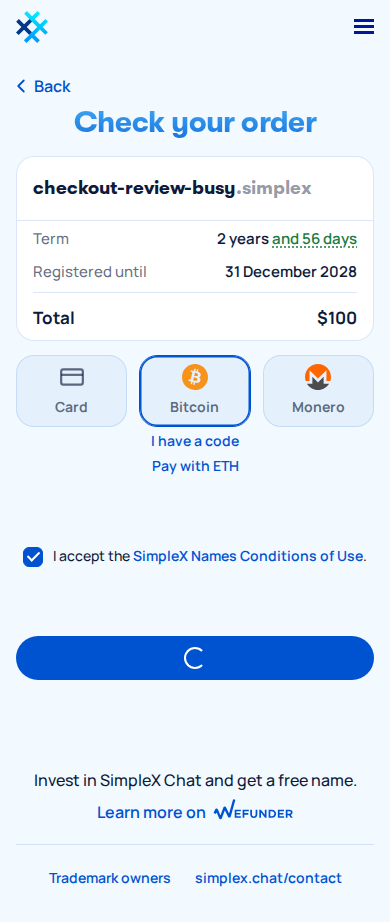 Back
Check your order
checkout-review-busy.simplex
Term 2 years and 56 days
Registered until 31 December 2028
Total $100
Card Bitcoin Monero
I have a code
Pay with ETH
I accept the SimpleX Names Conditions of Use.
Invest in SimpleX Chat and get a free name.
Learn more on WEFUNDER
Trademark owners simplex.chat/contact